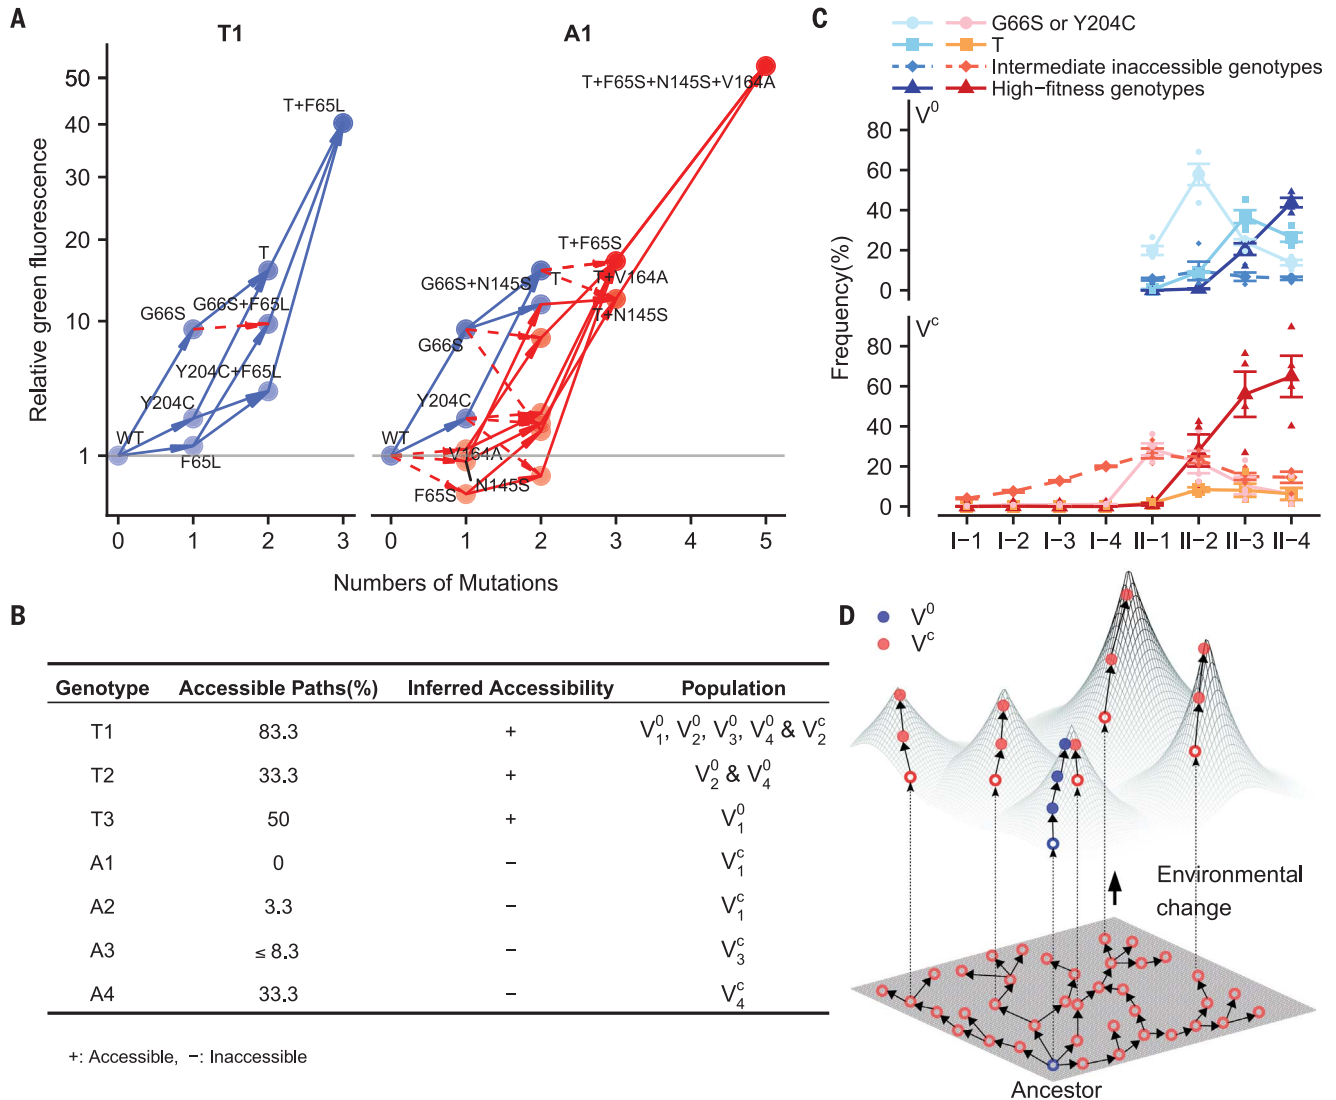 A
T1
A1
Relative green fluorescence
50
40
30
20
10
1
T+F65L
T
G66S
G66S+F65L
Y204C+F65L
Y204C
WT
F65L
0
1
2
3
T+F65S+N145S+V164A
T+F65S
G66S+N145S
T
T+V164A
T+N145S
G66S
Y204C
WT
V164A
N145S
F65S
0
1
2
3
4
5
Numbers of Mutations
B
Genotype Accessible Paths(%) Inferred Accessibility Population
T1 83.3 + V⁰₁, V⁰₂, V⁰₃, V⁰₄ & Vᶜ₂
T2 33.3 + V⁰₂ & V⁰₄
T3 50 + V⁰₁
A1 0 − Vᶜ₁
A2 3.3 − Vᶜ₁
A3 ≤ 8.3 − Vᶜ₃
A4 33.3 − Vᶜ₄
+: Accessible, −: Inaccessible
C
G66S or Y204C
T
Intermediate inaccessible genotypes
High−fitness genotypes
Frequency(%)
V⁰
80
60
40
20
0
Vᶜ
80
60
40
20
0
I−1 I−2 I−3 I−4 II−1 II−2 II−3 II−4
D
V⁰
Vᶜ
Environmental
change
Ancestor